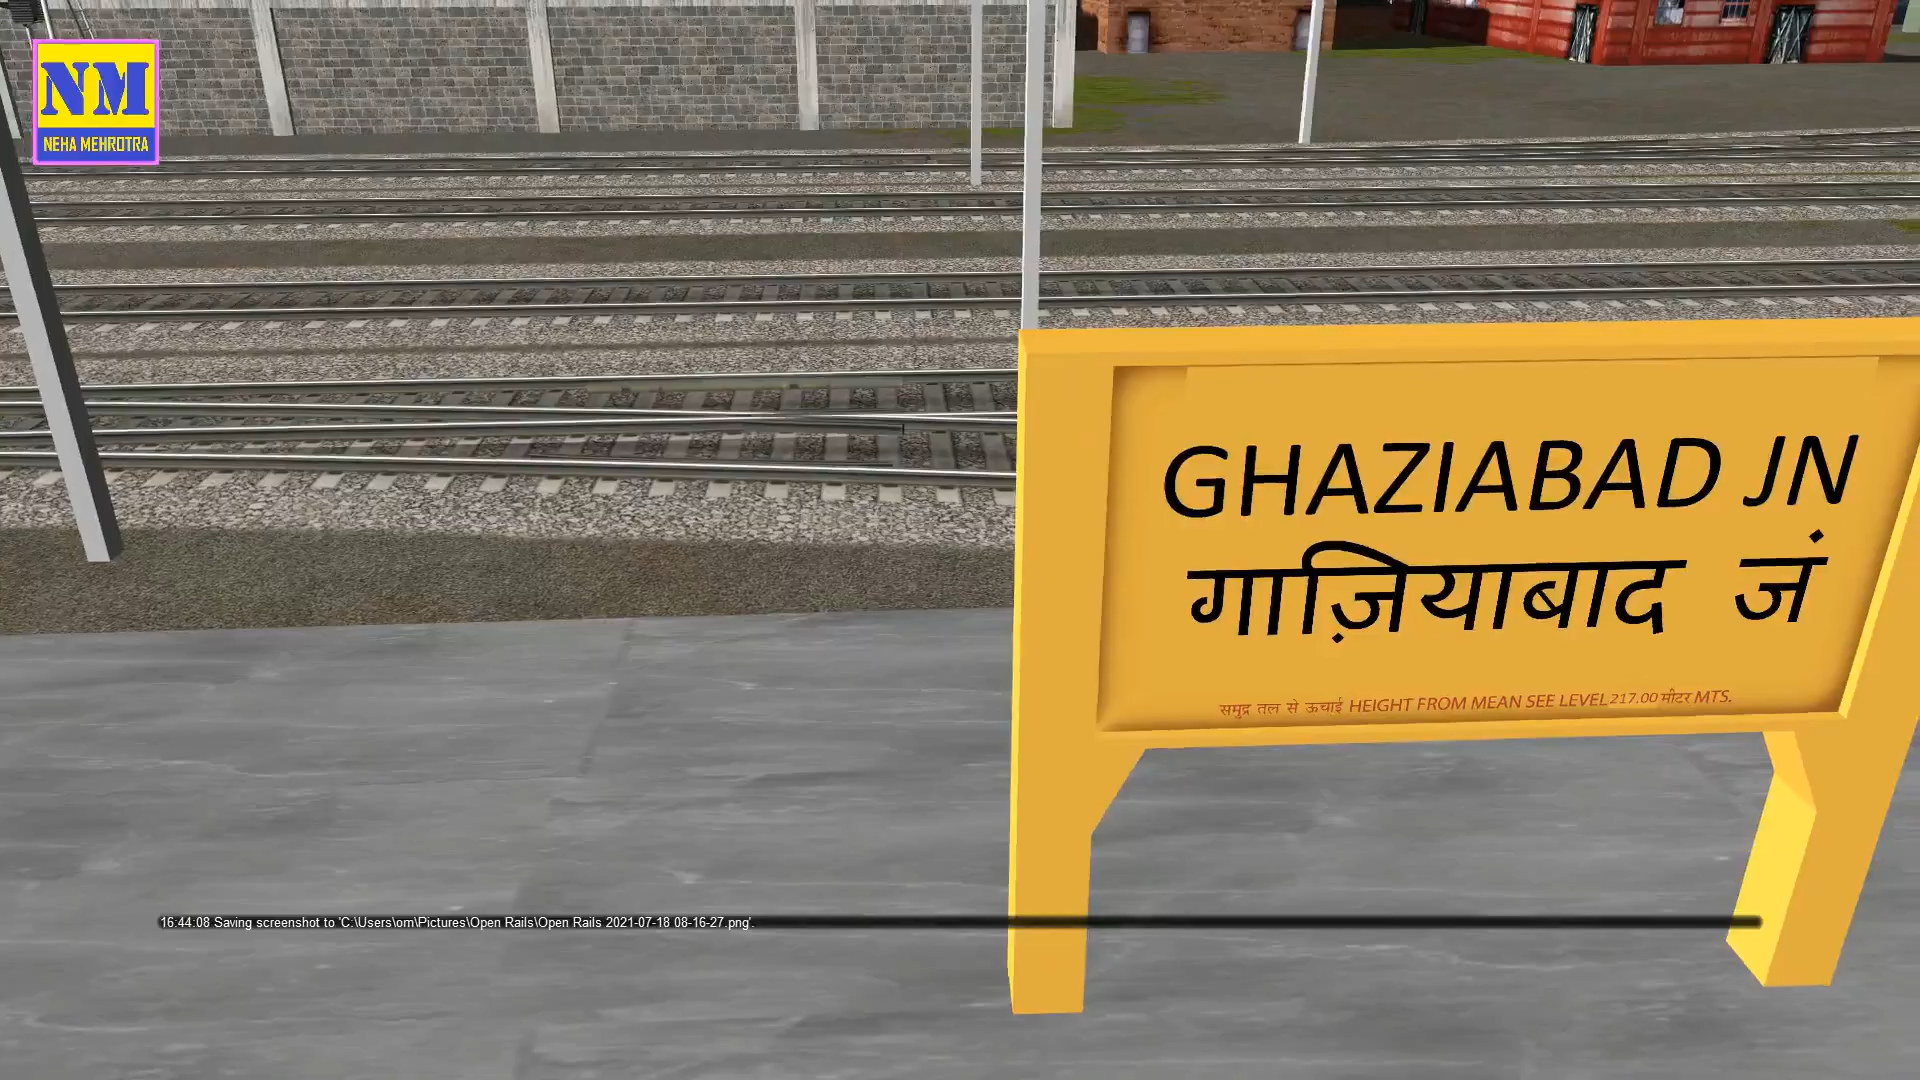 NM
NEHA MEHROTRA
GHAZIABAD JN
गाज़ियाबाद जं
समुद्र तल से ऊचाई HEIGHT FROM MEAN SEE LEVEL 217.00 मीटर MTS.
16:44:08 Saving screenshot to 'C:\Users\om\Pictures\Open Rails\Open Rails 2021-07-18 08-16-27.png'.